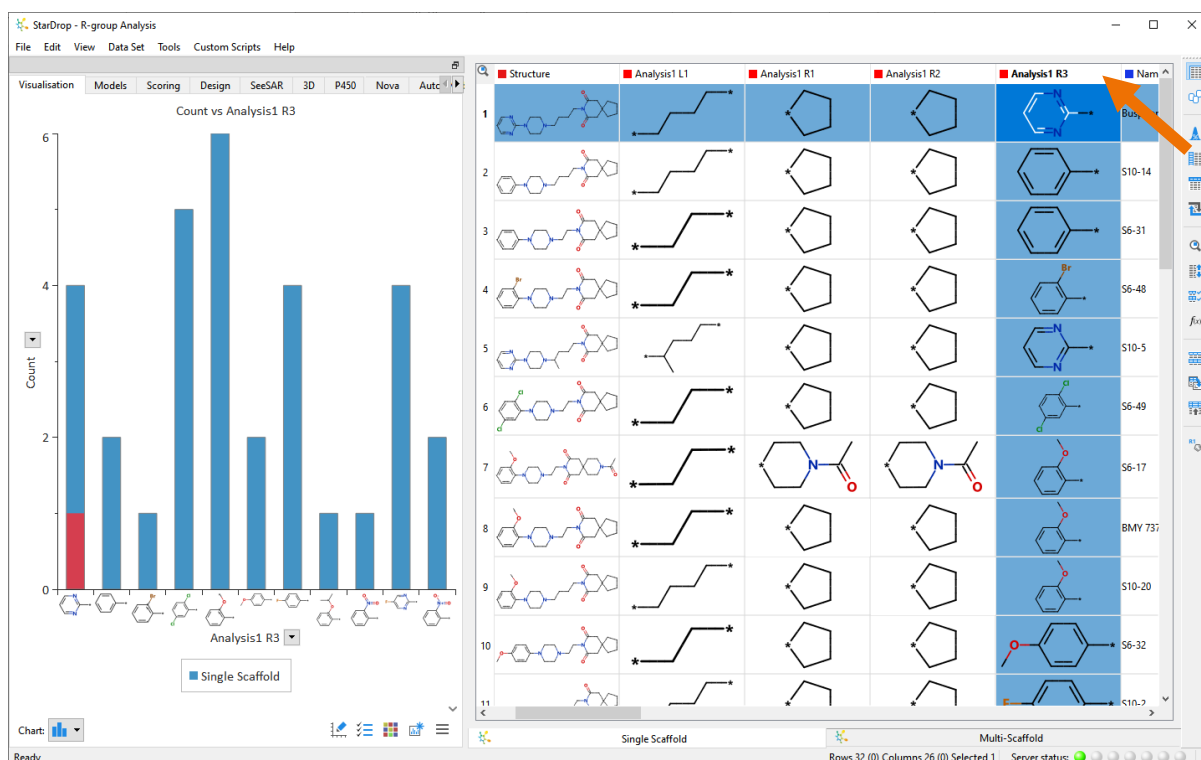 StarDrop - R-group Analysis
File Edit View Data Set Tools Custom Scripts Help
Visualisation Models Scoring Design SeeSAR 3D P450 Nova
Count vs Analysis1 R3
6
4
2
0
Count
Analysis1 R3
Single Scaffold
Chart:
Structure Analysis1 L1 Analysis1 R1 Analysis1 R2 Analysis1 R3 Nam
1
2 S10-14
3 S6-31
4 Br S6-48
5 S10-5
6 S6-49
7 N O N O S6-17
8 BMY 737
9 S10-20
10 S6-32
11 S10-2
Single Scaffold Multi-Scaffold
Ready Rows 32 (0) Columns 26 (0) Selected 1 Server status: